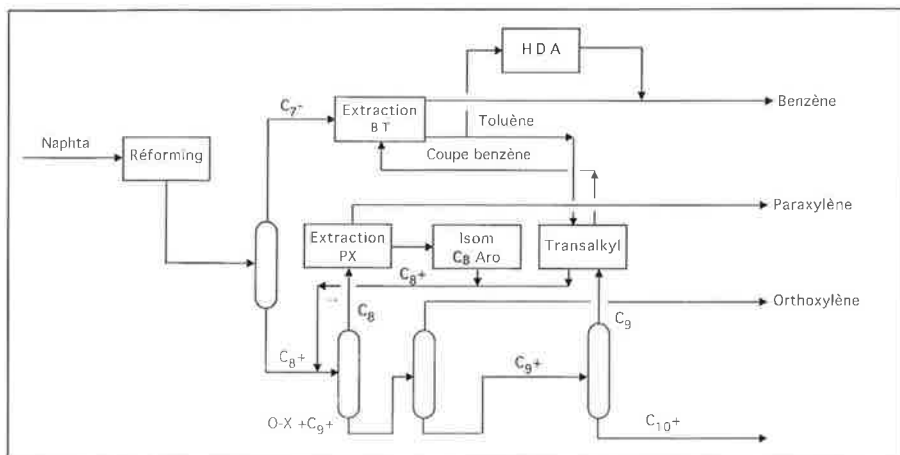 HDA
C7-
Extraction
BT
Benzène
Toluène
Naphta
Réforming
Coupe benzène
Paraxylène
Extraction
PX
Isom
C8 Aro
Transalkyl
C8+
Orthoxylène
C8
C9
C8+
C9+
O-X +C9+
C10+